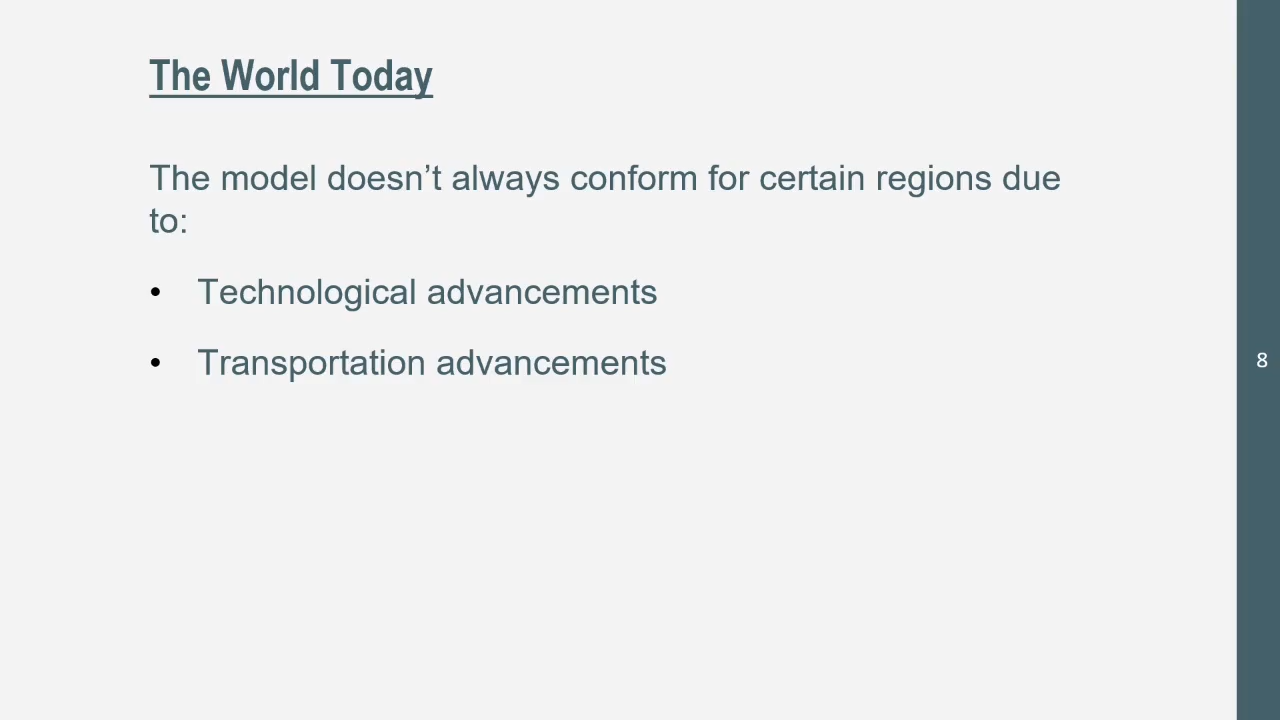 The World Today
The model doesn’t always conform for certain regions due
to:
• Technological advancements
• Transportation advancements
8